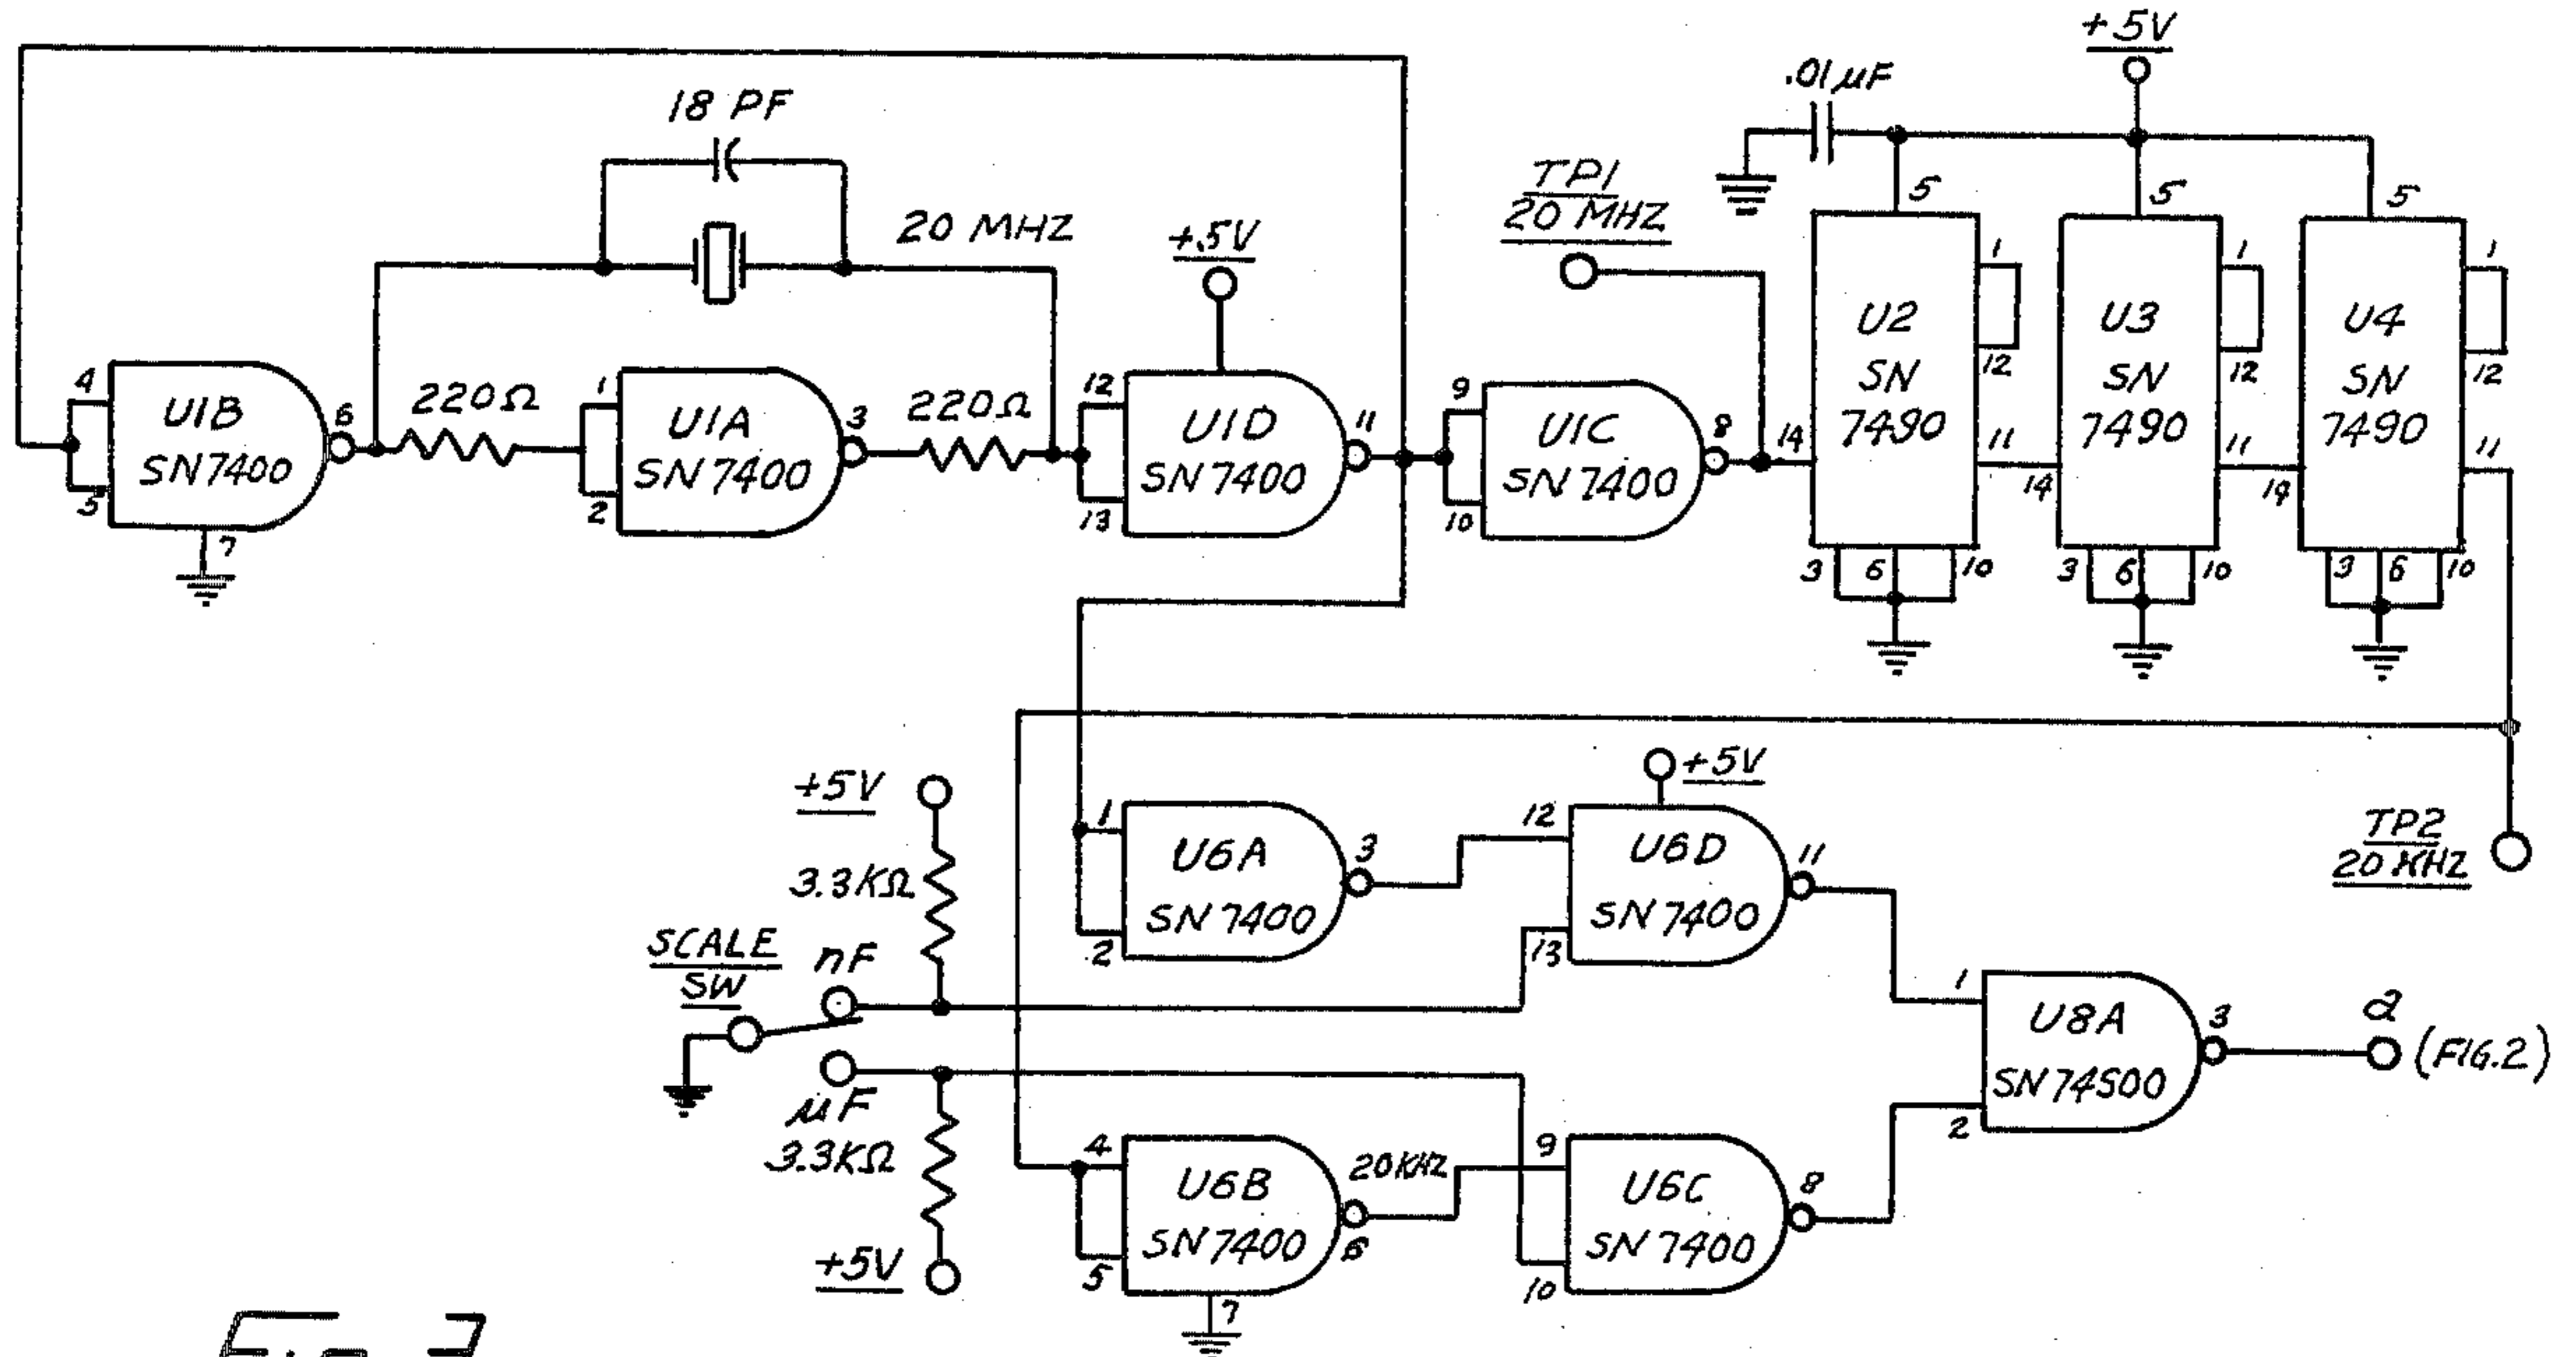 +5V
.01µF
18 PF
20 MHZ
+5V
TP1
20 MHZ
5
5
5
U1B
SN7400
4
5
6
7
220Ω
U1A
SN7400
1
2
3
220Ω
U1D
SN7400
12
13
11
U1C
SN7400
9
10
8
14
U2
SN
7490
1
12
11
3
6
10
14
U3
SN
7490
1
12
11
3
6
10
14
U4
SN
7490
1
12
11
3
6
10
TP2
20 KHZ
+5V
3.3KΩ
SCALE
SW
nF
µF
3.3KΩ
+5V
U6A
SN7400
1
2
3
+5V
U6D
SN7400
12
13
11
U6B
SN7400
4
5
6
7
20KHZ
U6C
SN7400
9
10
8
U8A
SN74S00
1
2
3
a
(FIG.2)